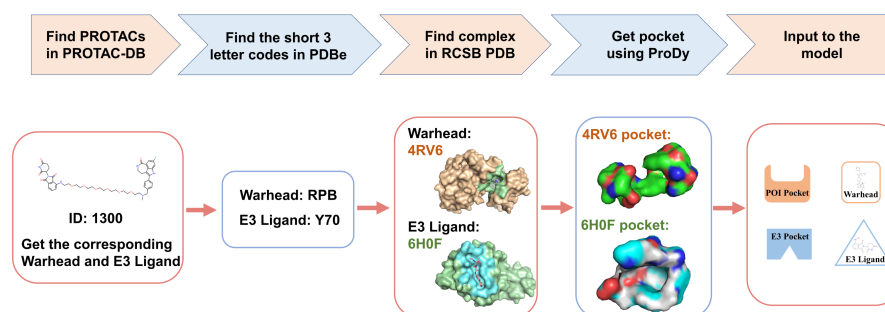 Find PROTACs
in PROTAC-DB
Find the short 3
letter codes in PDBe
Find complex
in RCSB PDB
Get pocket
using ProDy
Input to the
model
ID: 1300
Get the corresponding
Warhead and E3 Ligand
Warhead: RPB
E3 Ligand: Y70
Warhead:
4RV6
E3 Ligand:
6H0F
4RV6 pocket:
6H0F pocket:
POI Pocket
Warhead
E3 Pocket
E3 Ligand